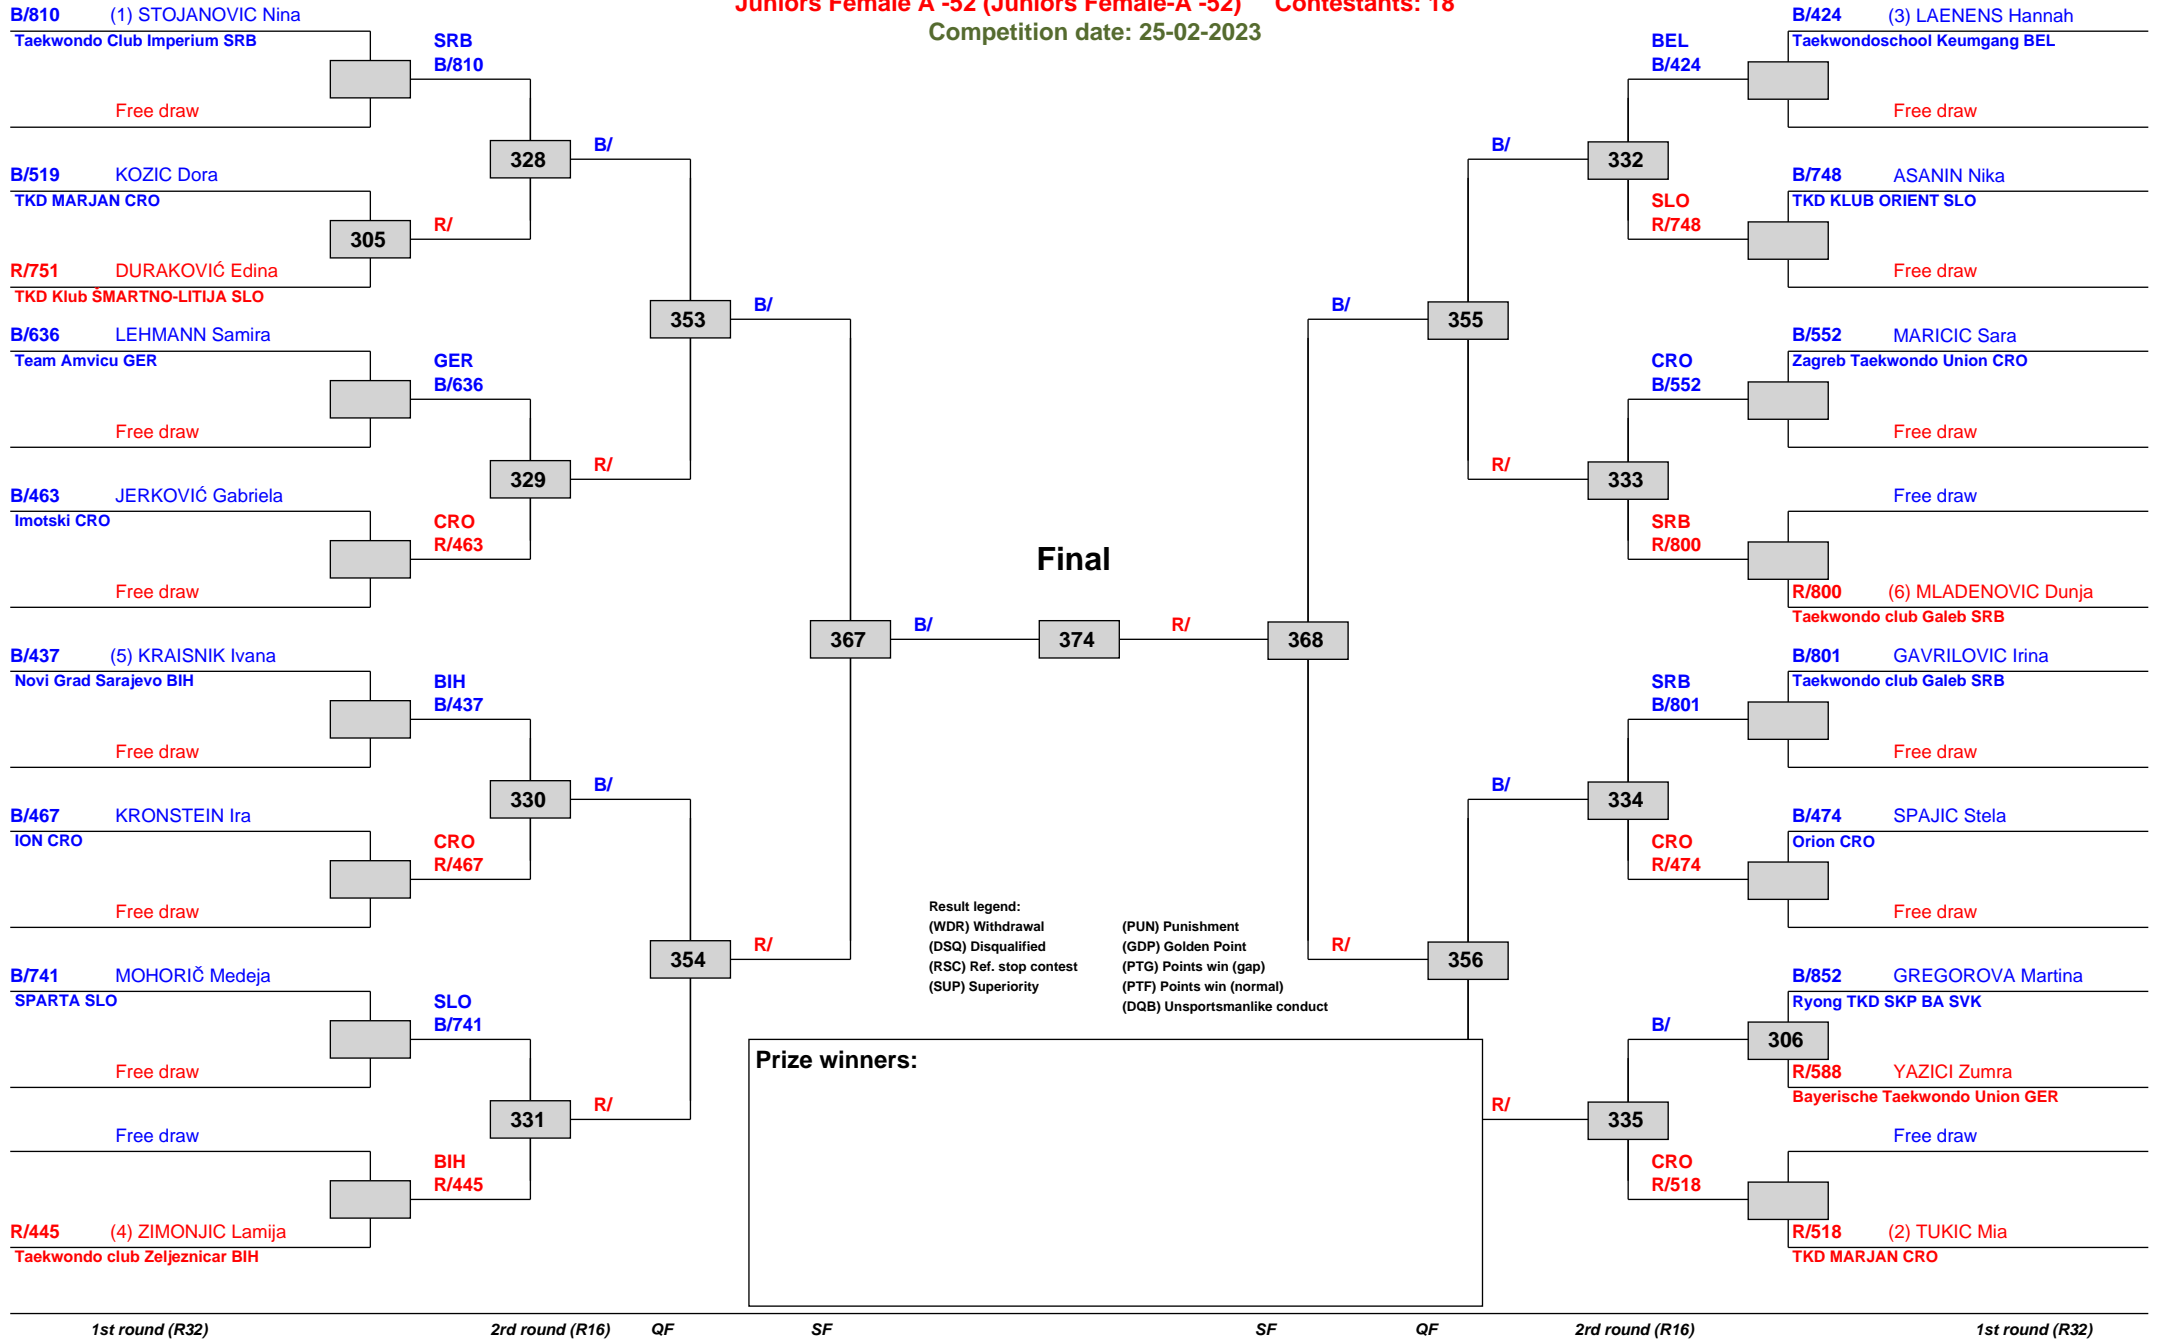 Juniors Female A -52 (Juniors Female-A -52) Contestants: 18
Competition date: 25-02-2023
B/810 (1) STOJANOVIC Nina
Taekwondo Club Imperium SRB
Free draw
SRB
B/810
B/519 KOZIC Dora
TKD MARJAN CRO
305
R/
R/751 DURAKOVIĆ Edina
TKD Klub ŠMARTNO-LITIJA SLO
328
B/
B/636 LEHMANN Samira
Team Amvicu GER
Free draw
GER
B/636
353
B/
B/463 JERKOVIĆ Gabriela
Imotski CRO
Free draw
CRO
R/463
329
R/
B/437 (5) KRAISNIK Ivana
Novi Grad Sarajevo BIH
Free draw
BIH
B/437
367
B/
B/467 KRONSTEIN Ira
ION CRO
Free draw
CRO
R/467
330
B/
B/741 MOHORIČ Medeja
SPARTA SLO
Free draw
SLO
B/741
354
R/
Free draw
R/445 (4) ZIMONJIC Lamija
Taekwondo club Zeljeznicar BIH
BIH
R/445
331
R/
Final
374
R/
368
B/424 (3) LAENENS Hannah
Taekwondoschool Keumgang BEL
Free draw
BEL
B/424
B/748 ASANIN Nika
TKD KLUB ORIENT SLO
Free draw
SLO
R/748
332
B/
B/552 MARICIC Sara
Zagreb Taekwondo Union CRO
Free draw
CRO
B/552
355
B/
Free draw
R/800 (6) MLADENOVIC Dunja
Taekwondo club Galeb SRB
SRB
R/800
333
R/
B/801 GAVRILOVIC Irina
Taekwondo club Galeb SRB
Free draw
SRB
B/801
B/474 SPAJIC Stela
Orion CRO
Free draw
CRO
R/474
334
B/
B/852 GREGOROVA Martina
Ryong TKD SKP BA SVK
306
B/
R/588 YAZICI Zumra
Bayerische Taekwondo Union GER
356
R/
Free draw
R/518 (2) TUKIC Mia
TKD MARJAN CRO
CRO
R/518
335
R/
Result legend:
(WDR) Withdrawal (PUN) Punishment
(DSQ) Disqualified (GDP) Golden Point
(RSC) Ref. stop contest (PTG) Points win (gap)
(SUP) Superiority (PTF) Points win (normal)
(DQB) Unsportsmanlike conduct
Prize winners:
1st round (R32) 2rd round (R16) QF SF SF QF 2rd round (R16) 1st round (R32)